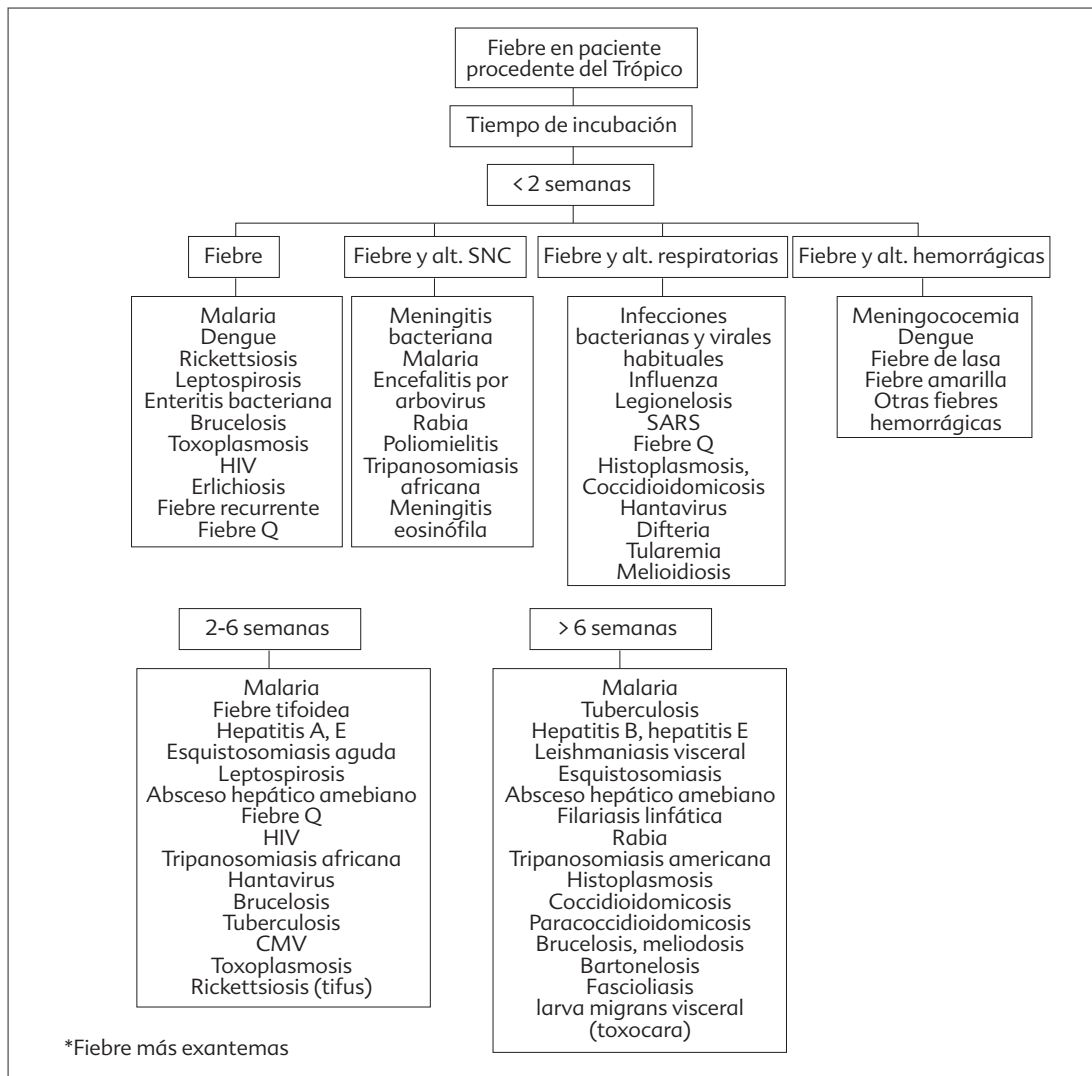 Fiebre en paciente
procedente del Trópico
Tiempo de incubación
< 2 semanas
Fiebre
Fiebre y alt. SNC
Fiebre y alt. respiratorias
Fiebre y alt. hemorrágicas
Malaria
Dengue
Rickettsiosis
Leptospirosis
Enteritis bacteriana
Brucelosis
Toxoplasmosis
HIV
Erlichiosis
Fiebre recurrente
Fiebre Q
Meningitis
bacteriana
Malaria
Encefalitis por
arbovirus
Rabia
Poliomielitis
Tripanosomiasis
africana
Meningitis
eosinófila
Infecciones
bacterianas y virales
habituales
Influenza
Legionelosis
SARS
Fiebre Q
Histoplasmosis,
Coccidioidomicosis
Hantavirus
Difteria
Tularemia
Melioidiosis
Meningococemia
Dengue
Fiebre de lasa
Fiebre amarilla
Otras fiebres
hemorrágicas
2-6 semanas
Malaria
Fiebre tifoidea
Hepatitis A, E
Esquistosomiasis aguda
Leptospirosis
Absceso hepático amebiano
Fiebre Q
HIV
Tripanosomiasis africana
Hantavirus
Brucelosis
Tuberculosis
CMV
Toxoplasmosis
Rickettsiosis (tifus)
> 6 semanas
Malaria
Tuberculosis
Hepatitis B, hepatitis E
Leishmaniasis visceral
Esquistosomiasis
Absceso hepático amebiano
Filariasis linfática
Rabia
Tripanosomiasis americana
Histoplasmosis
Coccidioidomicosis
Paracoccidioidomicosis
Brucelosis, meliodosis
Bartonelosis
Fascioliasis
larva migrans visceral
(toxocara)
*Fiebre más exantemas